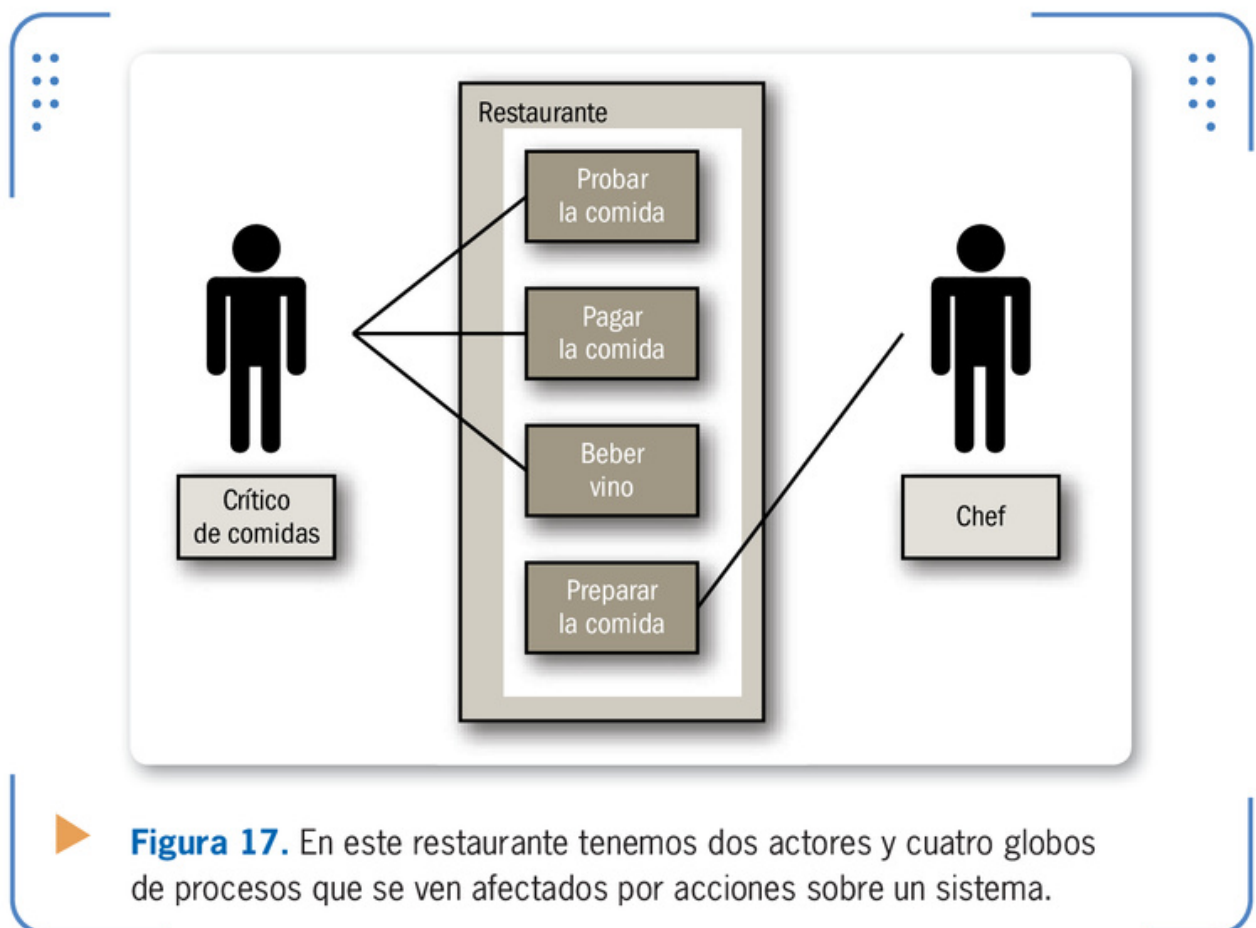 Restaurante
Probar
la comida
Pagar
la comida
Beber
vino
Preparar
la comida
Crítico
de comidas
Chef
Figura 17. En este restaurante tenemos dos actores y cuatro globos
de procesos que se ven afectados por acciones sobre un sistema.